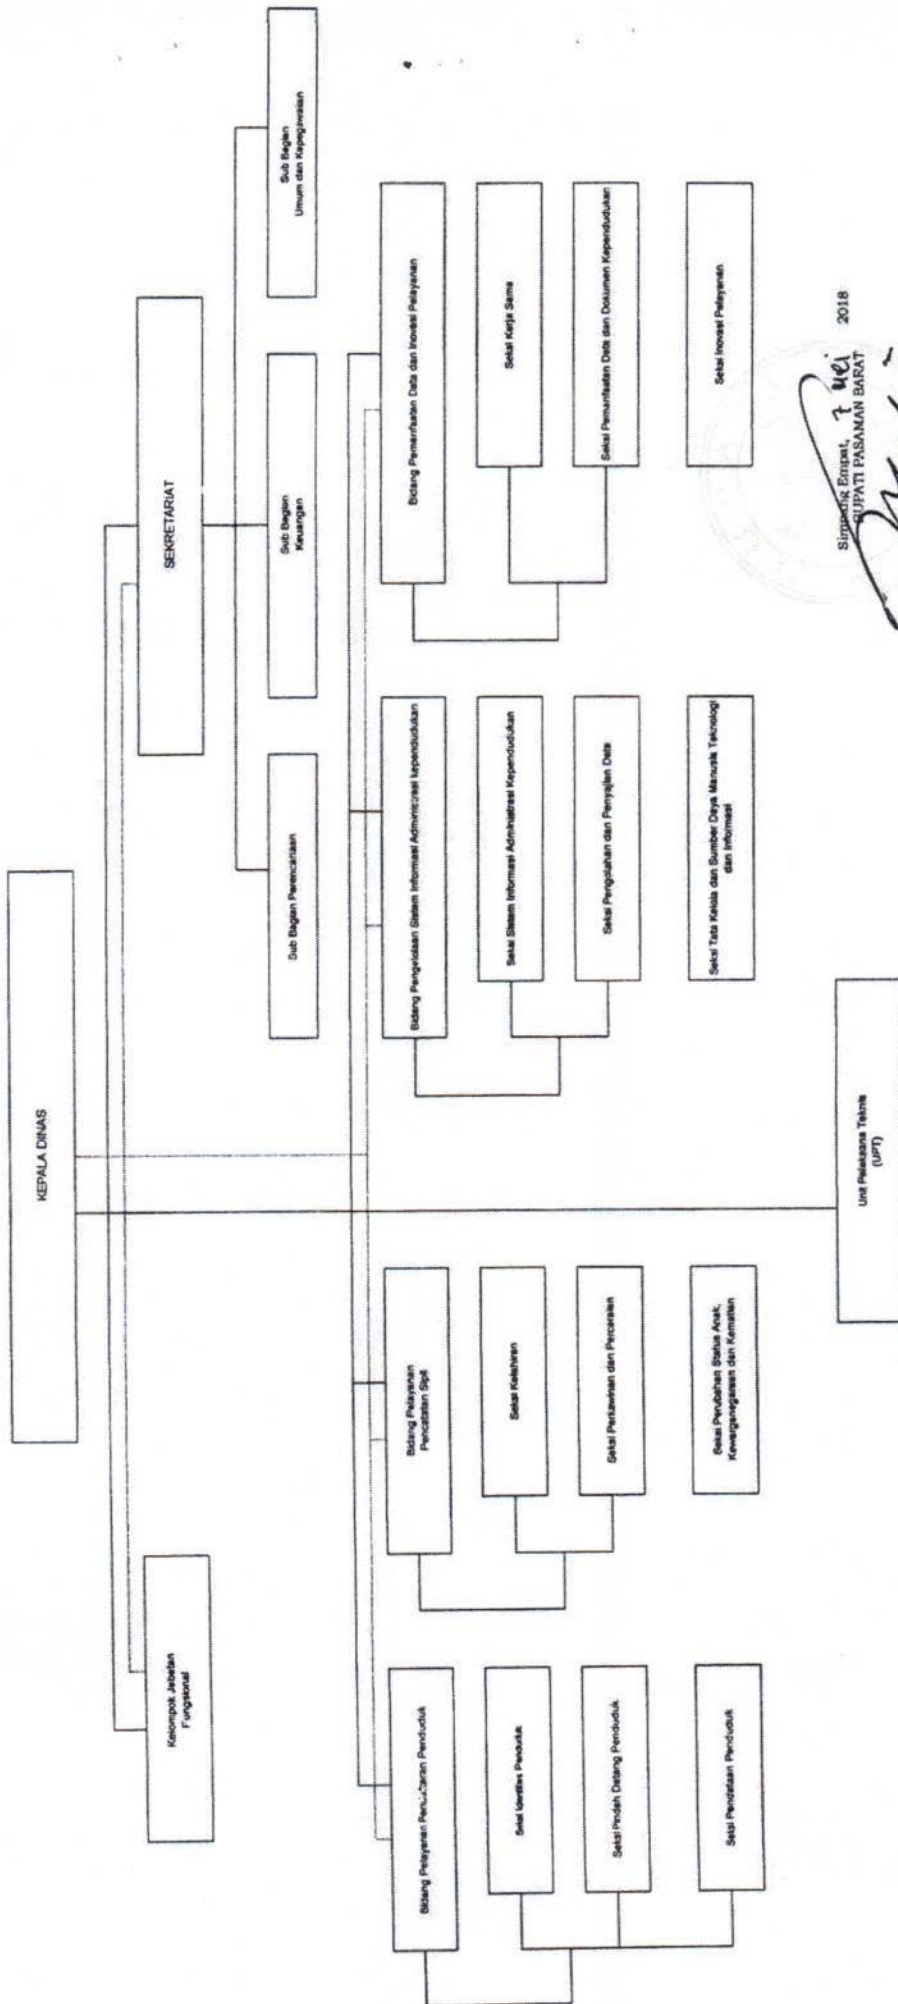 KEPALA DINAS
Kelompok Jabatan
Fungsional
SEKRETARIAT
Sub Bagian Perencanaan
Sub Bagian
Keuangan
Sub Bagian
Umum dan Kepegawaian
Bidang Pelayanan Pendaftaran Penduduk
Seksi Identitas Penduduk
Seksi Pindah Datang Penduduk
Seksi Pendataan Penduduk
Bidang Pelayanan
Pencatatan Sipil
Seksi Kelahiran
Seksi Perkawinan dan Perceraian
Seksi Perubahan Status Anak,
Kewarganegaraan dan Kematian
Bidang Pengelolaan Sistem Informasi Administrasi kependudukan
Seksi Sistem Informasi Administrasi Kependudukan
Seksi Pengolahan dan Penyajian Data
Seksi Tata Kelola dan Sumber Daya Manusia Teknologi
dan Informasi
Bidang Pemanfaatan Data dan Inovasi Pelayanan
Seksi Kerja Sama
Seksi Pemanfaatan Data dan Dokumen Kependudukan
Seksi Inovasi Pelayanan
Unit Pelaksana Teknis
(UPT)
Simpang Empat, 7 Mei 2018
BUPATI PASAMAN BARAT